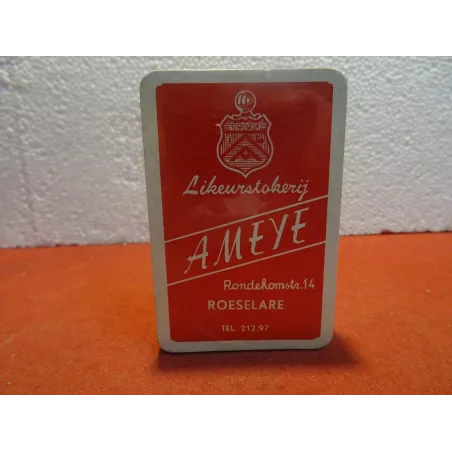 Likeurstokerij
AMEYE
Rondekomstr.14
ROESELARE
TEL. 212.97